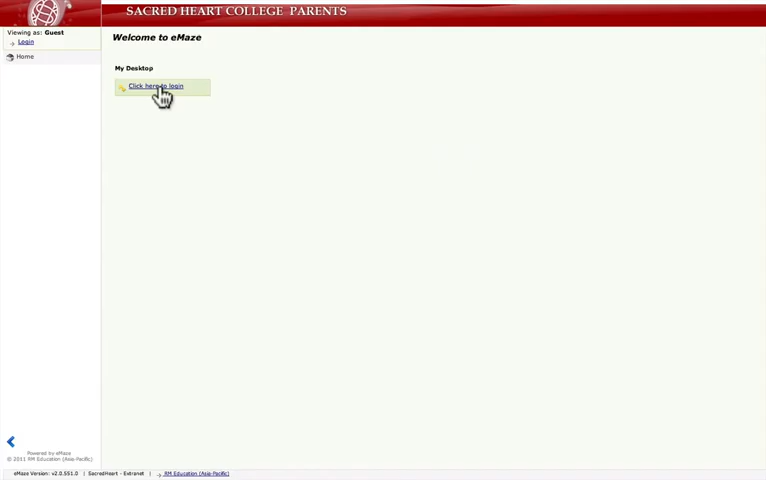 SACRED HEART COLLEGE PARENTS
Viewing as: Guest
Login
Home
Welcome to eMaze
My Desktop
Click here to login
Powered by eMaze
© 2011 RM Education (Asia-Pacific)
eMaze Version: v2.0.551.0 | SacredHeart - Extranet | RM Education (Asia-Pacific)